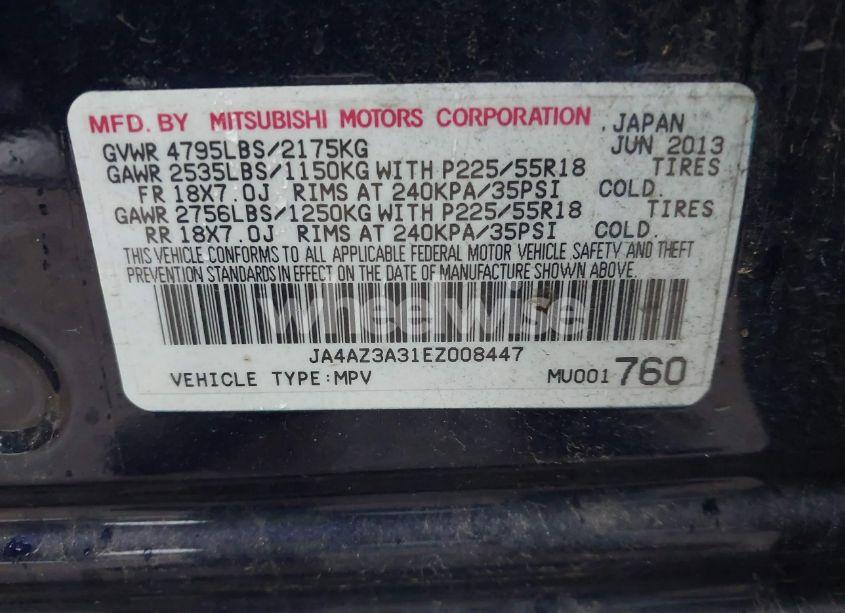 MFD. BY MITSUBISHI MOTORS CORPORATION , JAPAN
GVWR 4795LBS/2175KG JUN 2013
GAWR 2535LBS/1150KG WITH P225/55R18 TIRES
FR 18X7.0J RIMS AT 240KPA/35PSI COLD.
GAWR 2756LBS/1250KG WITH P225/55R18 TIRES
RR 18X7.0J RIMS AT 240KPA/35PSI COLD.
THIS VEHICLE CONFORMS TO ALL APPLICABLE FEDERAL MOTOR VEHICLE SAFETY AND THEFT
PREVENTION STANDARDS IN EFFECT ON THE DATE OF MANUFACTURE SHOWN ABOVE.
wheelwise
JA4AZ3A31EZ008447
VEHICLE TYPE:MPV MU001760